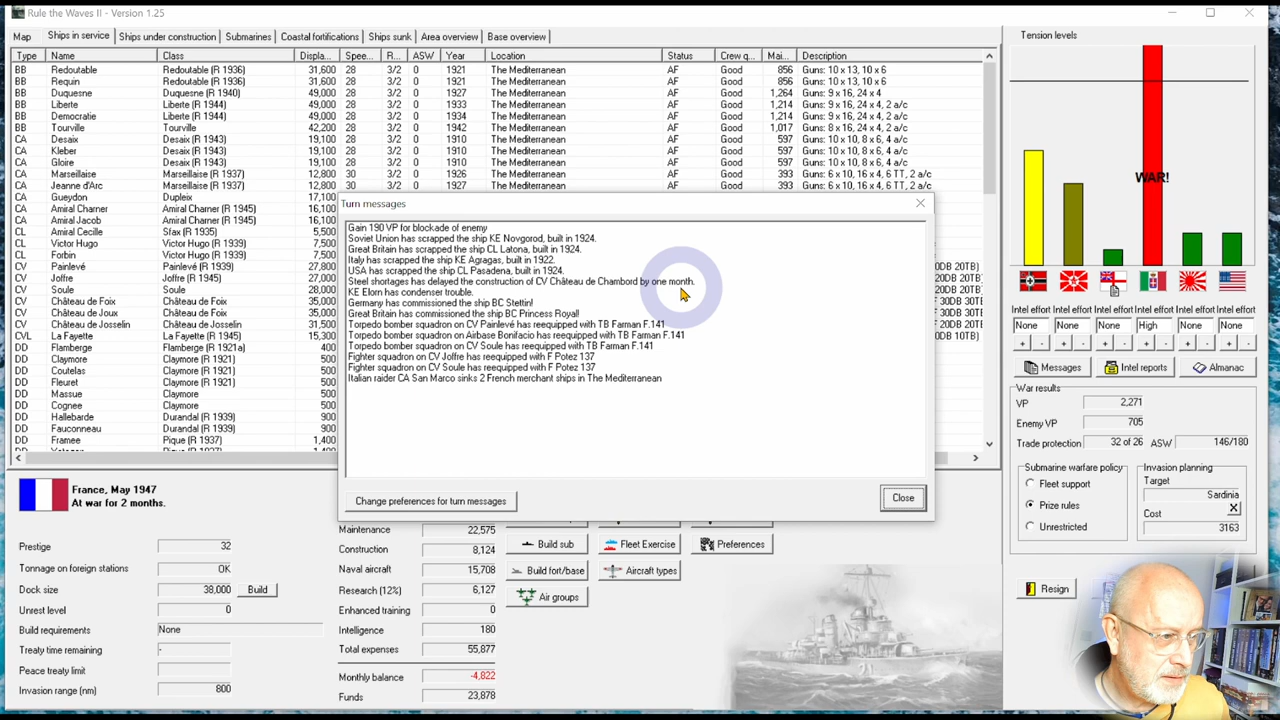 Rule the Waves II - Version 1.25
Map Ships in service Ships under construction Submarines Coastal fortifications Ships sunk Area overview Base overview
Type Name Class Displa... Spee... R... ASW Year Location Status Crew q... Mai... Description
BB Redoutable Redoutable (R 1936) 31,600 28 3/2 0 1921 The Mediterranean AF Good 856 Guns: 10 x 13, 10 x 6
BB Requin Redoutable (R 1936) 31,600 28 3/2 0 1921 The Mediterranean AF Good 856 Guns: 10 x 13, 10 x 6
BB Duquesne Duquesne (R 1940) 49,000 28 3/2 0 1927 The Mediterranean AF Good 1,264 Guns: 9 x 16, 24 x 4
BB Liberte Liberte (R 1944) 49,000 28 3/2 0 1933 The Mediterranean AF Good 1,214 Guns: 9 x 16, 24 x 4, 2 a/c
BB Democratie Liberte (R 1944) 49,000 28 3/2 0 1934 The Mediterranean AF Good 1,214 Guns: 9 x 16, 24 x 4, 2 a/c
BB Tourville Tourville 42,200 28 3/2 0 1942 The Mediterranean AF Good 1,017 Guns: 8 x 16, 24 x 4
CA Desaix Desaix (R 1943) 19,100 28 3/2 0 1910 The Mediterranean AF Good 597 Guns: 10 x 10, 8 x 6, 4 a/c
CA Kleber Desaix (R 1943) 19,100 28 3/2 0 1910 The Mediterranean AF Good 597 Guns: 10 x 10, 8 x 6, 4 a/c
CA Gloire Desaix (R 1943) 19,100 28 3/2 0 1910 The Mediterranean AF Good 597 Guns: 10 x 10, 8 x 6, 4 a/c
CA Marseillaise Marseillaise (R 1937) 12,800 30 3/2 0 1926 The Mediterranean AF Good 393 Guns: 6 x 10, 16 x 4, 6 TT, 2 a/c
CA Jeanne d'Arc Marseillaise (R 1937) 12,800 30 3/2 0 1927 The Mediterranean AF Good 393 Guns: 6 x 10, 16 x 4, 6 TT, 2 a/c
CA Gueydon Dupleix 17,100
CA Amiral Charner Amiral Charner (R 1945) 16,100
CA Amiral Jacob Amiral Charner (R 1945) 16,100
CL Amiral Cecille Sfax (R 1935)
CL Victor Hugo Victor Hugo (R 1939) 7,500
CL Forbin Victor Hugo (R 1939) 7,500
CV Painlevé Painlevé 27,800 0DB 20TB)
CV Joffre Joffre (R 1945) 28,000
CV Soule Soule 28,000
CV Château de Foix Château de Foix 35,000 30DB 30TE
CV Château de Joux Château de Foix 35,000
CV Château de Josselin Château de Foix 35,000
CVL La Fayette La Fayette (R 1945) 15,300
DD Flamberge Flamberge (R 1921a) 400
DD Claymore Claymore (R 1921) 500
DD Coutelas Claymore (R 1921) 500
DD Fleuret Claymore (R 1921) 500
DD Massue Claymore 500
DD Cognee Claymore 500
DD Hallebarde Durandal (R 1939) 900
DD Fauconneau Durandal (R 1939) 900
DD Framee Pique (R 1937) 1,400
Turn messages
Gain 190 VP for blockade of enemy
Soviet Union has scrapped the ship KE Novgorod, built in 1924.
Great Britain has scrapped the ship CL Latona, built in 1924.
Italy has scrapped the ship KE Agragas, built in 1922.
USA has scrapped the ship CL Pasadena, built in 1924.
Steel shortages has delayed the construction of CV Château de Chambord by one month.
KE Elorn has condenser trouble.
Germany has commissioned the ship BC Stettin!
Great Britain has commissioned the ship BC Princess Royal!
Torpedo bomber squadron on CV Painlevé has reequipped with TB Farman F.141
Torpedo bomber squadron on Airbase Bonifacio has reequipped with TB Farman F.141
Torpedo bomber squadron on CV Soule has reequipped with TB Farman F.141
Fighter squadron on CV Joffre has reequipped with F Potez 137
Fighter squadron on CV Soule has reequipped with F Potez 137
Italian raider CA San Marco sinks 2 French merchant ships in The Mediterranean
Change preferences for turn messages Close
Tension levels
WAR!
Intel effort Intel effort Intel effort Intel effort Intel effort Intel effort
None None None High None None
+ - + - + - + - + - + -
Messages Intel reports Almanac
War results
VP 2,271
Enemy VP 705
Trade protection 32 of 26 ASW 146/180
Submarine warfare policy
Fleet support
Prize rules
Unrestricted
Invasion planning
Target
Sardinia
Cost X
3163
Resign
France, May 1947
At war for 2 months.
Prestige 32
Tonnage on foreign stations OK
Dock size 38,000 Build
Unrest level 0
Build requirements None
Treaty time remaining -
Peace treaty limit
Invasion range (nm) 800
Maintenance 22,575
Construction 8,124
Naval aircraft 15,708
Research (12%) 6,127
Enhanced training 0
Intelligence 180
Total expenses 55,877
Monthly balance -4,822
Funds 23,878
Build sub Fleet Exercise Preferences
Build fort/base Aircraft types
Air groups